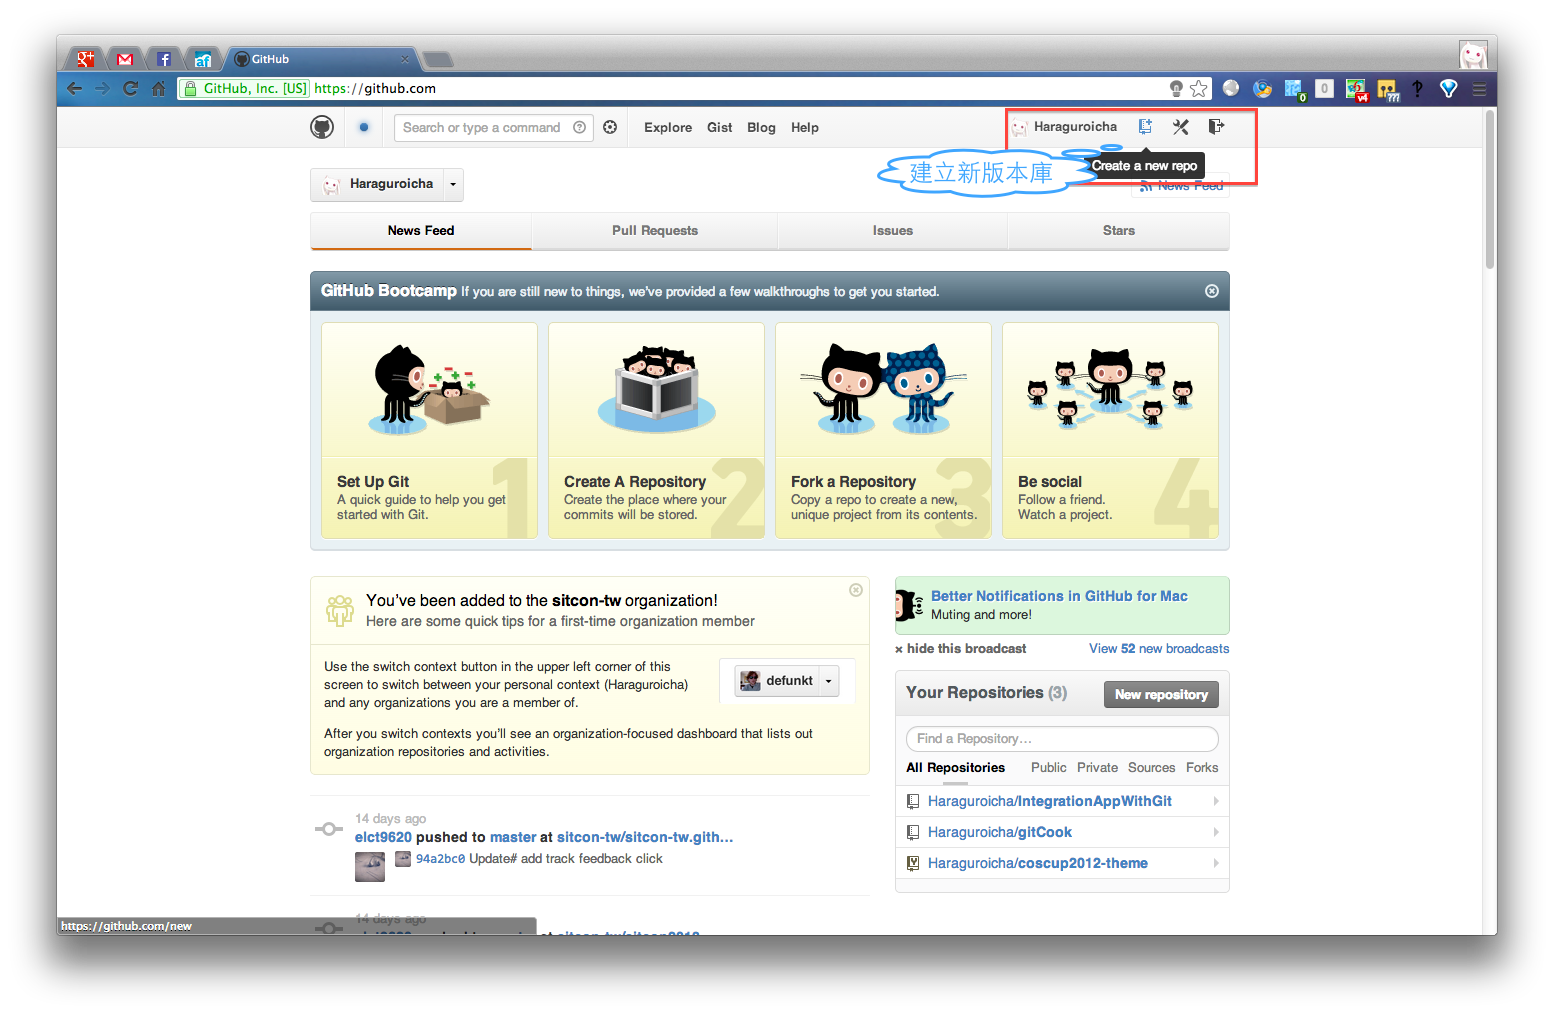 GitHub
GitHub, Inc. [US] https://github.com
0
0
v4
???
Search or type a command
Explore Gist Blog Help
Haraguroicha
Create a new repo
建立新版本庫
Haraguroicha
News Feed
News Feed Pull Requests Issues Stars
GitHub Bootcamp If you are still new to things, we've provided a few walkthroughs to get you started.
1
Set Up Git
A quick guide to help you get
started with Git.
2
Create A Repository
Create the place where your
commits will be stored.
3
Fork a Repository
Copy a repo to create a new,
unique project from its contents.
4
Be social
Follow a friend.
Watch a project.
You've been added to the sitcon-tw organization!
Here are some quick tips for a first-time organization member
Use the switch context button in the upper left corner of this
screen to switch between your personal context (Haraguroicha)
and any organizations you are a member of.
defunkt
After you switch contexts you'll see an organization-focused dashboard that lists out
organization repositories and activities.
14 days ago
elct9620 pushed to master at sitcon-tw/sitcon-tw.gith…
94a2bc0 Update# add track feedback click
14 days ago
Better Notifications in GitHub for Mac
Muting and more!
× hide this broadcast View 52 new broadcasts
Your Repositories (3) New repository
Find a Repository…
All Repositories Public Private Sources Forks
Haraguroicha/IntegrationAppWithGit
Haraguroicha/gitCook
Haraguroicha/coscup2012-theme
https://github.com/new